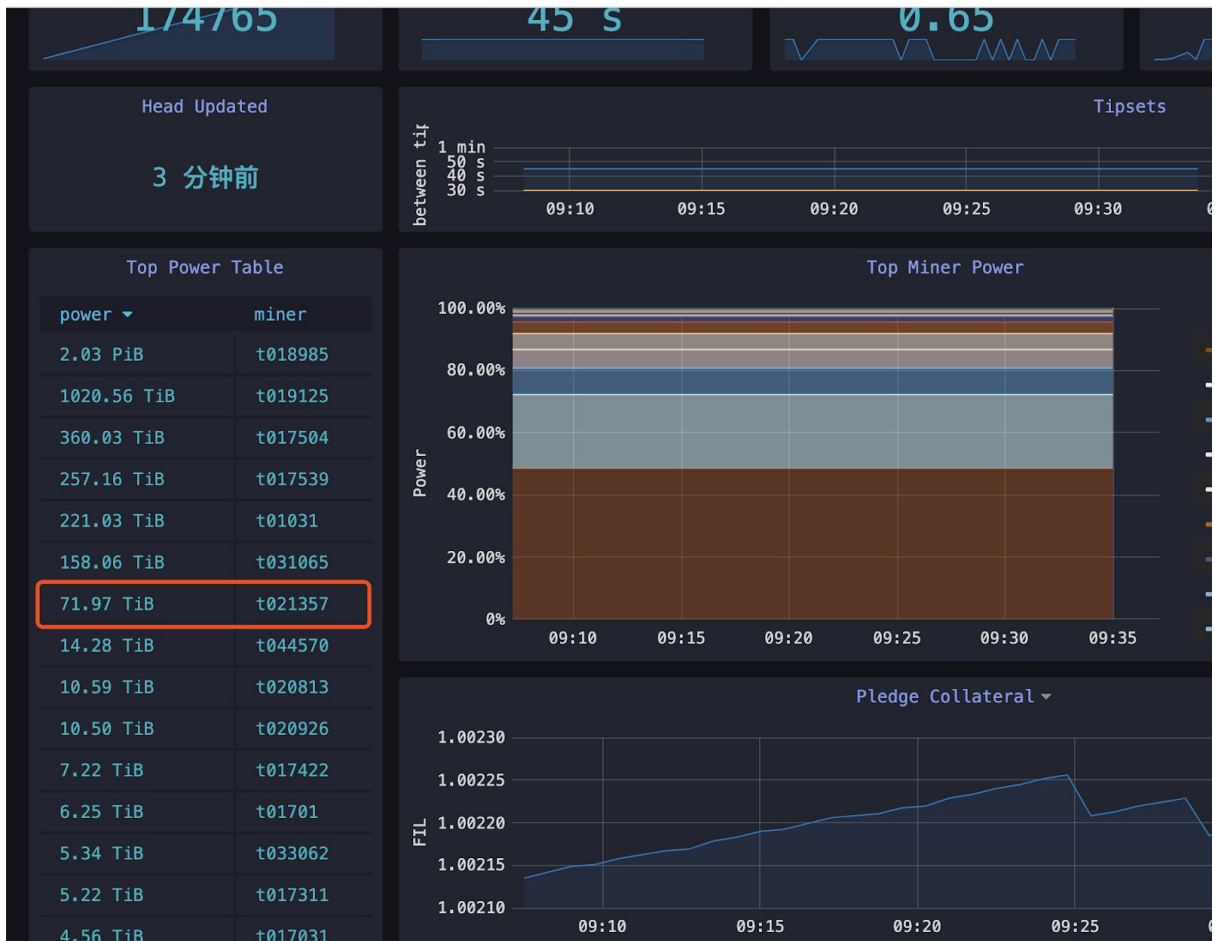 174765
45 s
0.65
Head Updated
3 分钟前
Tipsets
between tip
1 min
50 s
40 s
30 s
09:10 09:15 09:20 09:25 09:30
Top Power Table
power miner
2.03 PiB t018985
1020.56 TiB t019125
360.03 TiB t017504
257.16 TiB t017539
221.03 TiB t01031
158.06 TiB t031065
71.97 TiB t021357
14.28 TiB t044570
10.59 TiB t020813
10.50 TiB t020926
7.22 TiB t017422
6.25 TiB t01701
5.34 TiB t033062
5.22 TiB t017311
4.56 TiB t017031
Top Miner Power
Power
100.00%
80.00%
60.00%
40.00%
20.00%
0%
09:10 09:15 09:20 09:25 09:30 09:35
Pledge Collateral
FIL
1.00230
1.00225
1.00220
1.00215
1.00210
09:10 09:15 09:20 09:25